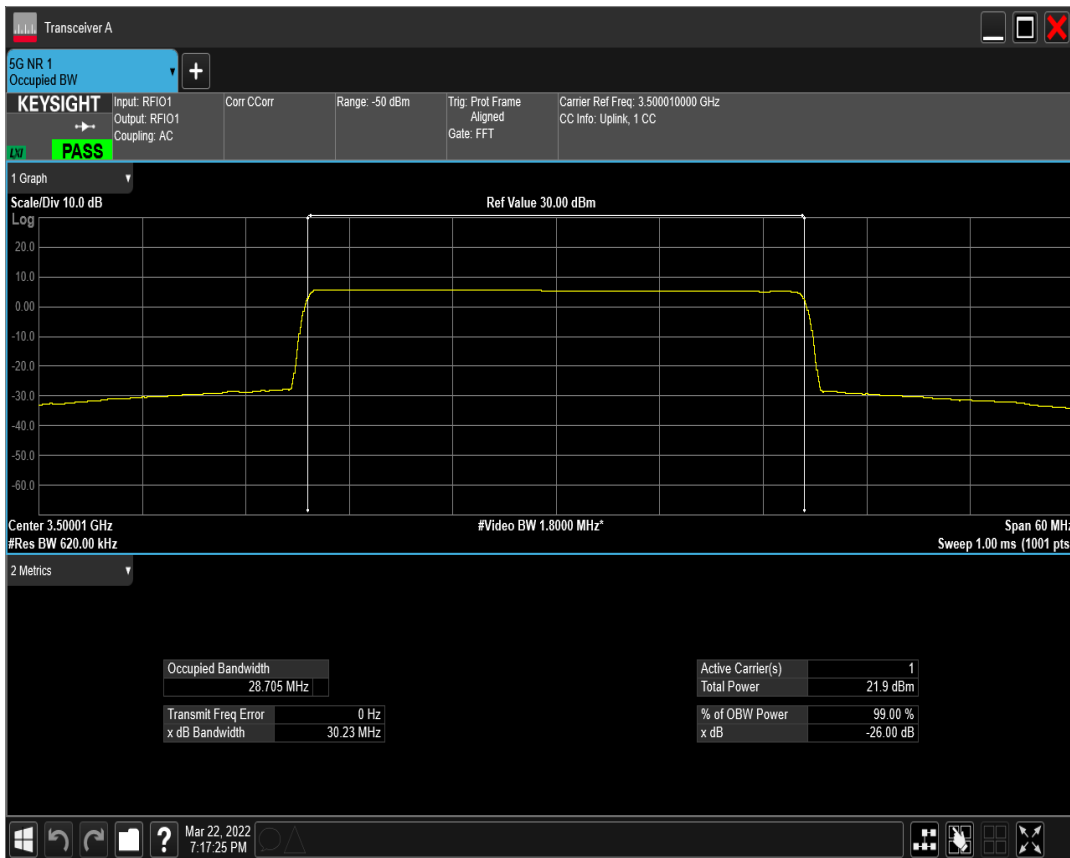 Transceiver A
5G NR 1
Occupied BW
+
KEYSIGHT
LXI
PASS
Input: RFIO1
Output: RFIO1
Coupling: AC
Corr CCorr
Range: -50 dBm
Trig: Prot Frame
Aligned
Gate: FFT
Carrier Ref Freq: 3.500010000 GHz
CC Info: Uplink, 1 CC
1 Graph
Scale/Div 10.0 dB
Ref Value 30.00 dBm
Log
20.0
10.0
0.00
-10.0
-20.0
-30.0
-40.0
-50.0
-60.0
Center 3.50001 GHz
#Video BW 1.8000 MHz*
Span 60 MHz
#Res BW 620.00 kHz
Sweep 1.00 ms (1001 pts
2 Metrics
Occupied Bandwidth
28.705 MHz
Transmit Freq Error 0 Hz
x dB Bandwidth 30.23 MHz
Active Carrier(s) 1
Total Power 21.9 dBm
% of OBW Power 99.00 %
x dB -26.00 dB
?
Mar 22, 2022
7:17:25 PM